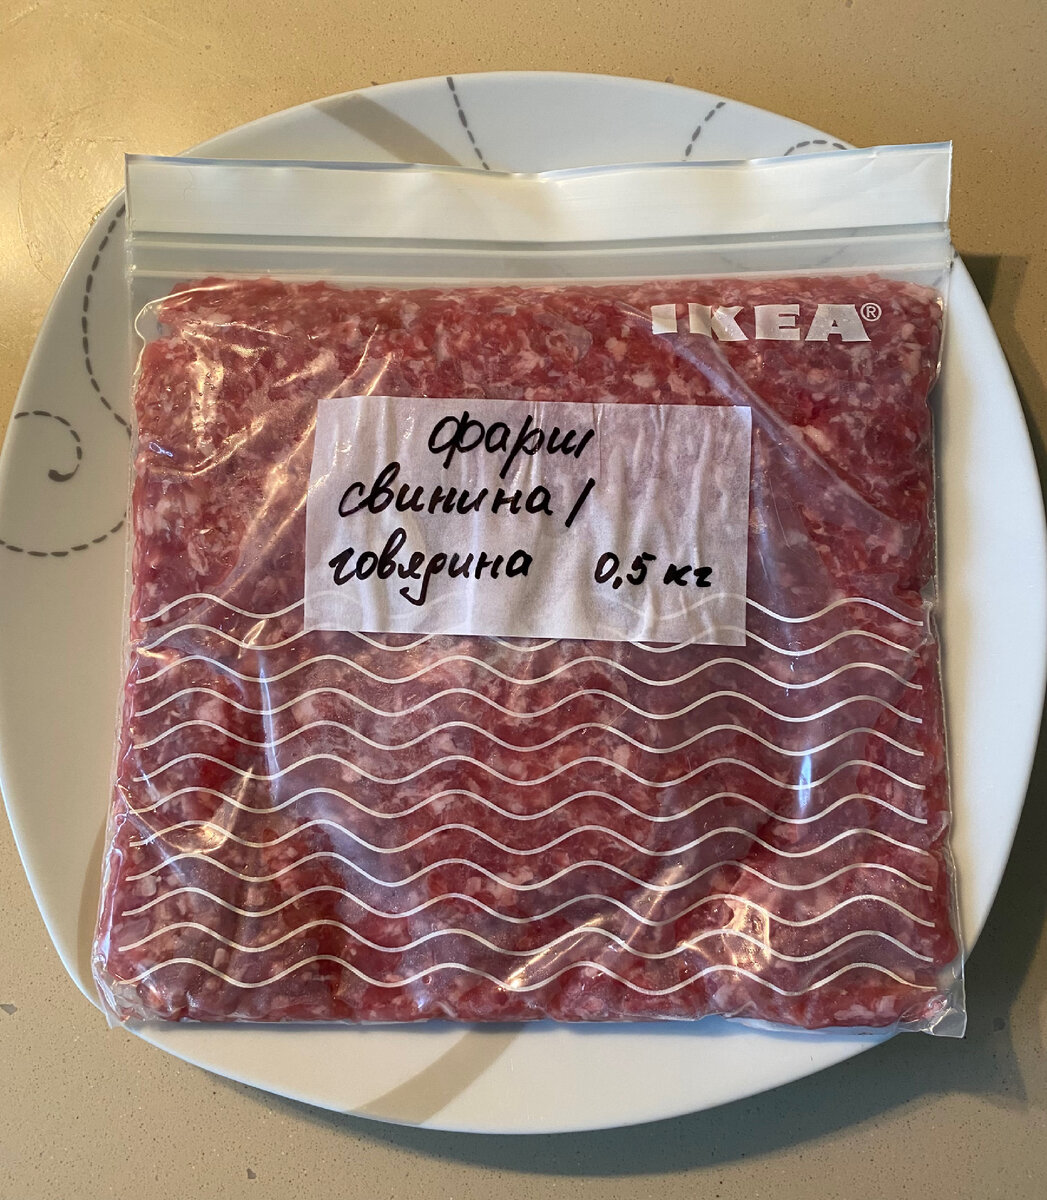 IKEA®
фарш
свинина/
говядина 0,5 кг